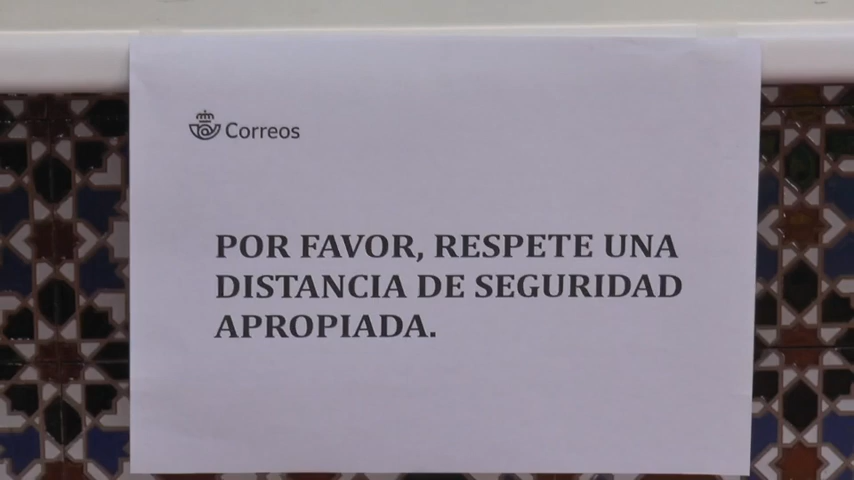 Correos
POR FAVOR, RESPETE UNA
DISTANCIA DE SEGURIDAD
APROPIADA.